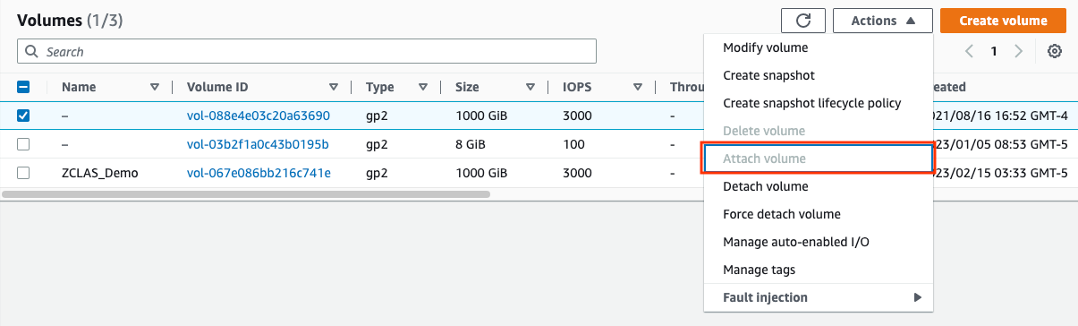 Volumes (1/3)
Actions
Create volume
Search
1
Name Volume ID Type Size IOPS Throu eated
– vol-088e4e03c20a63690 gp2 1000 GiB 3000 - 021/08/16 16:52 GMT-4
– vol-03b2f1a0c43b0195b gp2 8 GiB 100 - 023/01/05 08:53 GMT-5
ZCLAS_Demo vol-067e086bb216c741e gp2 1000 GiB 3000 - 023/02/15 03:33 GMT-5
Modify volume
Create snapshot
Create snapshot lifecycle policy
Delete volume
Attach volume
Detach volume
Force detach volume
Manage auto-enabled I/O
Manage tags
Fault injection